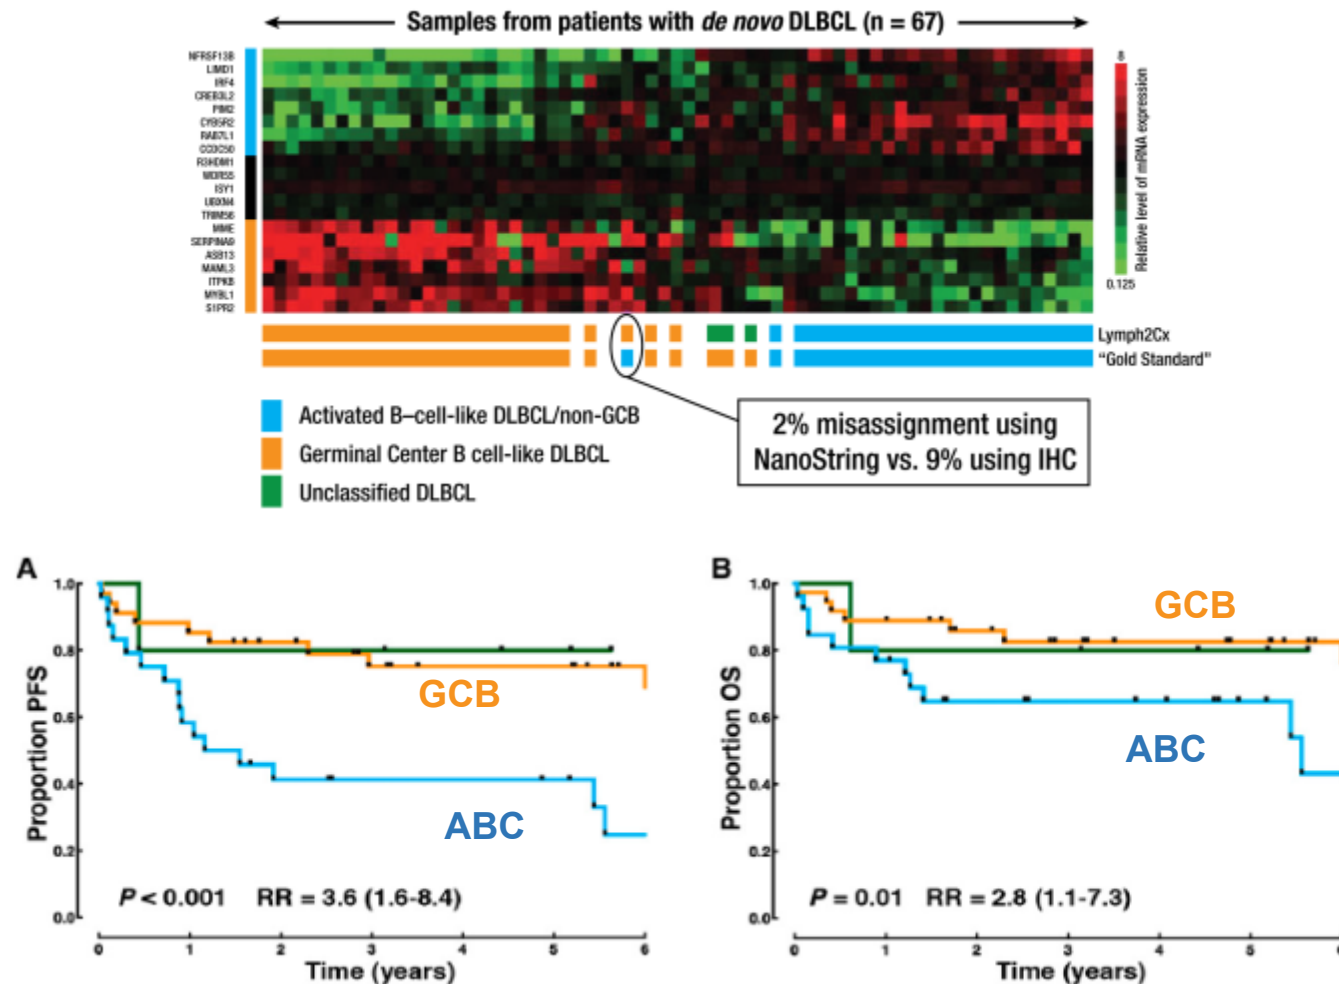 Samples from patients with de novo DLBCL (n = 67)
NFRSF13B
LIMD1
IRF4
CREB3L2
PIM2
CYB5R2
RAB7L1
CCDC50
R3HDM1
WDR55
ISY1
UBXN4
TRIM56
MME
SERPINA9
ASB13
MAML3
ITPKB
MYBL1
S1PR2
8
Relative level of mRNA expression
0.125
Lymph2Cx
"Gold Standard"
Activated B–cell-like DLBCL/non-GCB
Germinal Center B cell-like DLBCL
Unclassified DLBCL
2% misassignment using
NanoString vs. 9% using IHC
A
Proportion PFS
1.0
0.8
0.6
0.4
0.2
0.0
GCB
ABC
P < 0.001 RR = 3.6 (1.6-8.4)
0 1 2 3 4 5 6
Time (years)
B
Proportion OS
1.0
0.8
0.6
0.4
0.2
0.0
GCB
ABC
P = 0.01 RR = 2.8 (1.1-7.3)
0 1 2 3 4 5
Time (years)